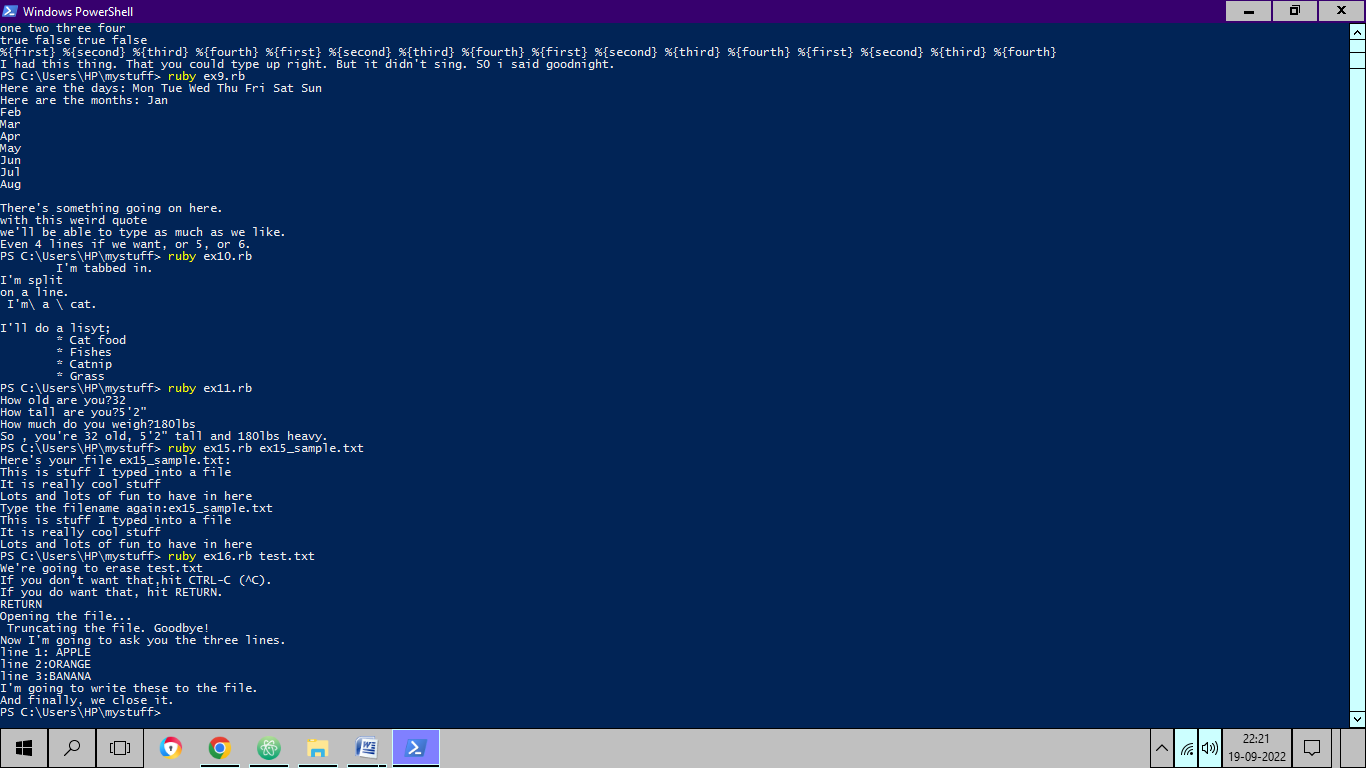 Windows PowerShell
one two three four
true false true false
%{first} %{second} %{third} %{fourth} %{first} %{second} %{third} %{fourth} %{first} %{second} %{third} %{fourth} %{first} %{second} %{third} %{fourth}
I had this thing. That you could type up right. But it didn't sing. SO i said goodnight.
PS C:\Users\HP\mystuff> ruby ex9.rb
Here are the days: Mon Tue Wed Thu Fri Sat Sun
Here are the months: Jan
Feb
Mar
Apr
May
Jun
Jul
Aug
There's something going on here.
with this weird quote
we'll be able to type as much as we like.
Even 4 lines if we want, or 5, or 6.
PS C:\Users\HP\mystuff> ruby ex10.rb
I'm tabbed in.
I'm split
on a line.
I'm\ a \ cat.
I'll do a lisyt;
* Cat food
* Fishes
* Catnip
* Grass
PS C:\Users\HP\mystuff> ruby ex11.rb
How old are you?32
How tall are you?5'2"
How much do you weigh?180lbs
So , you're 32 old, 5'2" tall and 180lbs heavy.
PS C:\Users\HP\mystuff> ruby ex15.rb ex15_sample.txt
Here's your file ex15_sample.txt:
This is stuff I typed into a file
It is really cool stuff
Lots and lots of fun to have in here
Type the filename again:ex15_sample.txt
This is stuff I typed into a file
It is really cool stuff
Lots and lots of fun to have in here
PS C:\Users\HP\mystuff> ruby ex16.rb test.txt
We're going to erase test.txt
If you don't want that,hit CTRL-C (^C).
If you do want that, hit RETURN.
RETURN
Opening the file...
Truncating the file. Goodbye!
Now I'm going to ask you the three lines.
line 1: APPLE
line 2:ORANGE
line 3:BANANA
I'm going to write these to the file.
And finally, we close it.
PS C:\Users\HP\mystuff>
22:21
19-09-2022